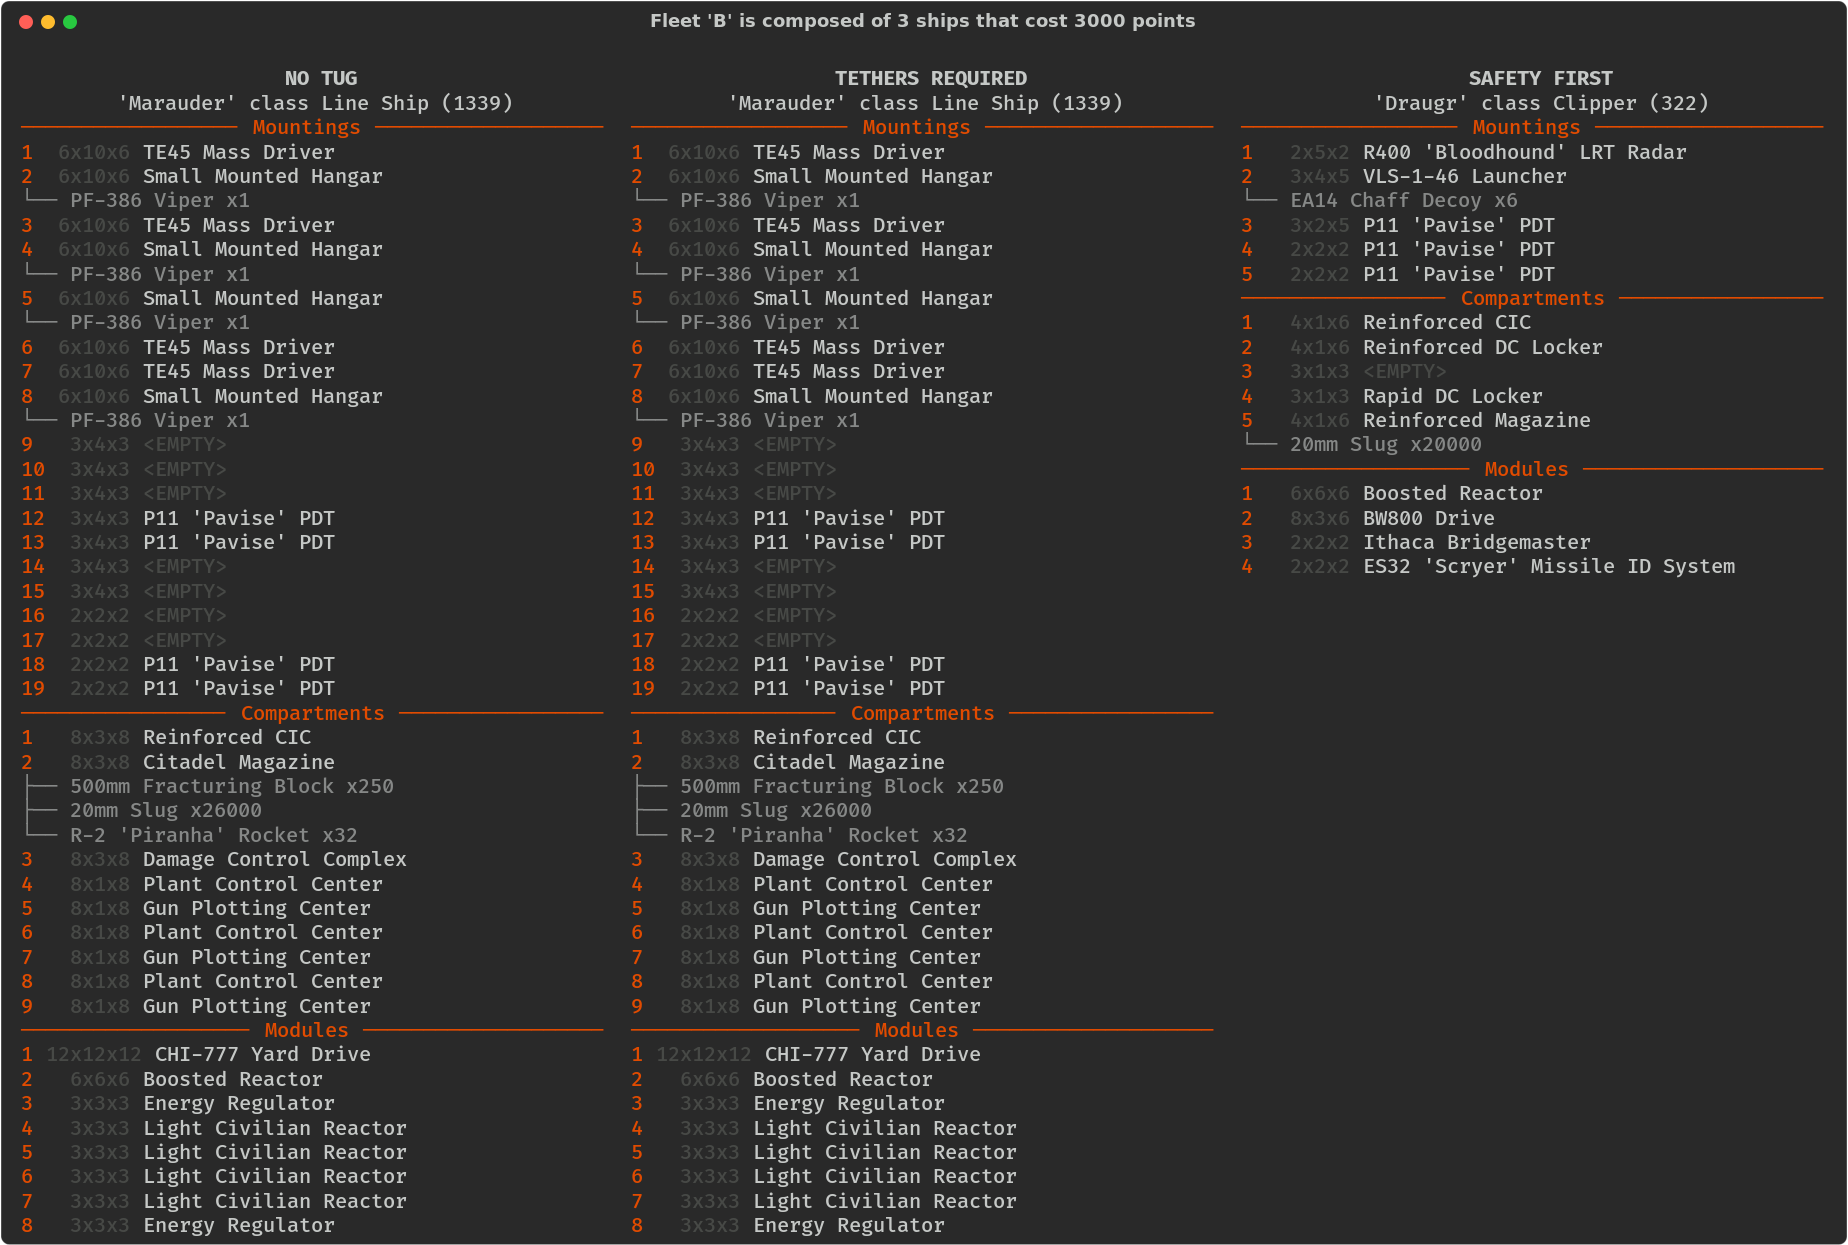 Fleet 'B' is composed of 3 ships that cost 3000 points
NO TUG
'Marauder' class Line Ship (1339)
Mountings
1 6x10x6 TE45 Mass Driver
2 6x10x6 Small Mounted Hangar
└── PF-386 Viper x1
3 6x10x6 TE45 Mass Driver
4 6x10x6 Small Mounted Hangar
└── PF-386 Viper x1
5 6x10x6 Small Mounted Hangar
└── PF-386 Viper x1
6 6x10x6 TE45 Mass Driver
7 6x10x6 TE45 Mass Driver
8 6x10x6 Small Mounted Hangar
└── PF-386 Viper x1
9 3x4x3 <EMPTY>
10 3x4x3 <EMPTY>
11 3x4x3 <EMPTY>
12 3x4x3 P11 'Pavise' PDT
13 3x4x3 P11 'Pavise' PDT
14 3x4x3 <EMPTY>
15 3x4x3 <EMPTY>
16 2x2x2 <EMPTY>
17 2x2x2 <EMPTY>
18 2x2x2 P11 'Pavise' PDT
19 2x2x2 P11 'Pavise' PDT
Compartments
1 8x3x8 Reinforced CIC
2 8x3x8 Citadel Magazine
├── 500mm Fracturing Block x250
├── 20mm Slug x26000
└── R-2 'Piranha' Rocket x32
3 8x3x8 Damage Control Complex
4 8x1x8 Plant Control Center
5 8x1x8 Gun Plotting Center
6 8x1x8 Plant Control Center
7 8x1x8 Gun Plotting Center
8 8x1x8 Plant Control Center
9 8x1x8 Gun Plotting Center
Modules
1 12x12x12 CHI-777 Yard Drive
2 6x6x6 Boosted Reactor
3 3x3x3 Energy Regulator
4 3x3x3 Light Civilian Reactor
5 3x3x3 Light Civilian Reactor
6 3x3x3 Light Civilian Reactor
7 3x3x3 Light Civilian Reactor
8 3x3x3 Energy Regulator
TETHERS REQUIRED
'Marauder' class Line Ship (1339)
Mountings
1 6x10x6 TE45 Mass Driver
2 6x10x6 Small Mounted Hangar
└── PF-386 Viper x1
3 6x10x6 TE45 Mass Driver
4 6x10x6 Small Mounted Hangar
└── PF-386 Viper x1
5 6x10x6 Small Mounted Hangar
└── PF-386 Viper x1
6 6x10x6 TE45 Mass Driver
7 6x10x6 TE45 Mass Driver
8 6x10x6 Small Mounted Hangar
└── PF-386 Viper x1
9 3x4x3 <EMPTY>
10 3x4x3 <EMPTY>
11 3x4x3 <EMPTY>
12 3x4x3 P11 'Pavise' PDT
13 3x4x3 P11 'Pavise' PDT
14 3x4x3 <EMPTY>
15 3x4x3 <EMPTY>
16 2x2x2 <EMPTY>
17 2x2x2 <EMPTY>
18 2x2x2 P11 'Pavise' PDT
19 2x2x2 P11 'Pavise' PDT
Compartments
1 8x3x8 Reinforced CIC
2 8x3x8 Citadel Magazine
├── 500mm Fracturing Block x250
├── 20mm Slug x26000
└── R-2 'Piranha' Rocket x32
3 8x3x8 Damage Control Complex
4 8x1x8 Plant Control Center
5 8x1x8 Gun Plotting Center
6 8x1x8 Plant Control Center
7 8x1x8 Gun Plotting Center
8 8x1x8 Plant Control Center
9 8x1x8 Gun Plotting Center
Modules
1 12x12x12 CHI-777 Yard Drive
2 6x6x6 Boosted Reactor
3 3x3x3 Energy Regulator
4 3x3x3 Light Civilian Reactor
5 3x3x3 Light Civilian Reactor
6 3x3x3 Light Civilian Reactor
7 3x3x3 Light Civilian Reactor
8 3x3x3 Energy Regulator
SAFETY FIRST
'Draugr' class Clipper (322)
Mountings
1 2x5x2 R400 'Bloodhound' LRT Radar
2 3x4x5 VLS-1-46 Launcher
└── EA14 Chaff Decoy x6
3 3x2x5 P11 'Pavise' PDT
4 2x2x2 P11 'Pavise' PDT
5 2x2x2 P11 'Pavise' PDT
Compartments
1 4x1x6 Reinforced CIC
2 4x1x6 Reinforced DC Locker
3 3x1x3 <EMPTY>
4 3x1x3 Rapid DC Locker
5 4x1x6 Reinforced Magazine
└── 20mm Slug x20000
Modules
1 6x6x6 Boosted Reactor
2 8x3x6 BW800 Drive
3 2x2x2 Ithaca Bridgemaster
4 2x2x2 ES32 'Scryer' Missile ID System